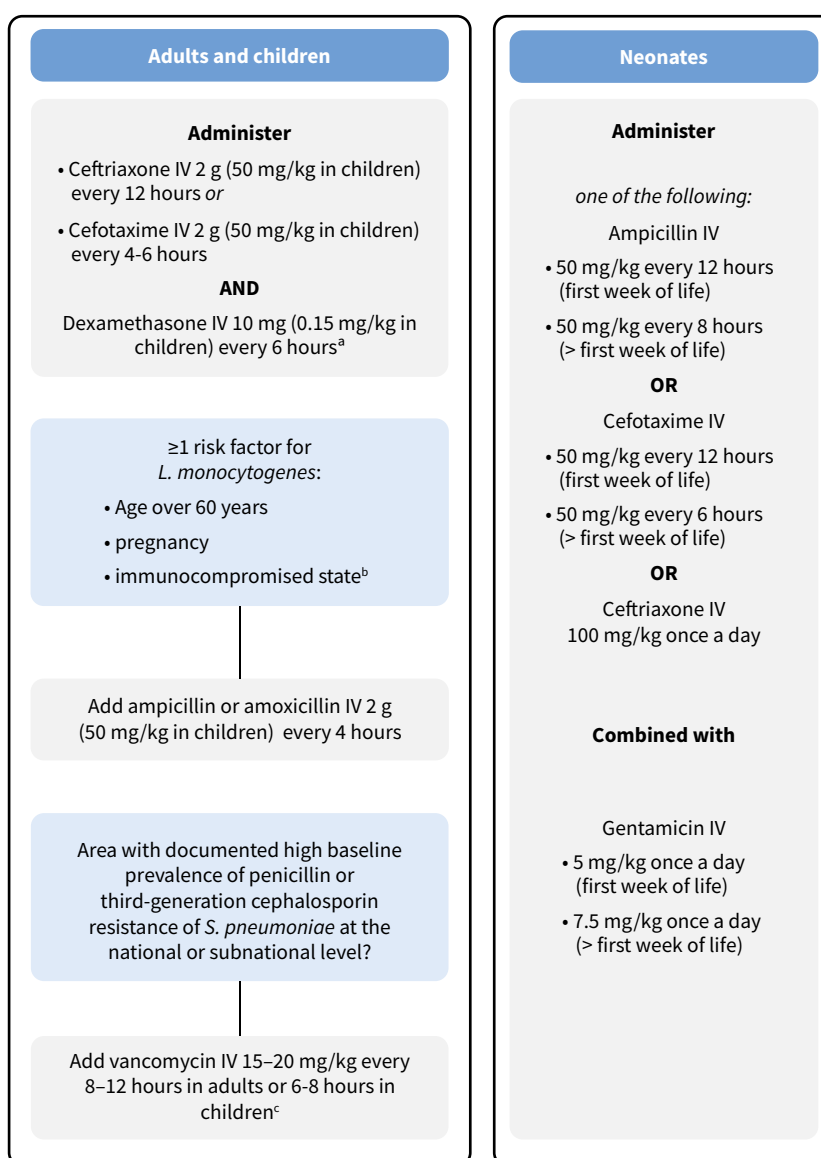 Adults and children
Administer
• Ceftriaxone IV 2 g (50 mg/kg in children)
every 12 hours or
• Cefotaxime IV 2 g (50 mg/kg in children)
every 4-6 hours
AND
Dexamethasone IV 10 mg (0.15 mg/kg in
children) every 6 hoursᵃ
≥1 risk factor for
L. monocytogenes:
• Age over 60 years
• pregnancy
• immunocompromised stateᵇ
Add ampicillin or amoxicillin IV 2 g
(50 mg/kg in children) every 4 hours
Area with documented high baseline
prevalence of penicillin or
third-generation cephalosporin
resistance of S. pneumoniae at the
national or subnational level?
Add vancomycin IV 15–20 mg/kg every
8–12 hours in adults or 6-8 hours in
childrenᶜ
Neonates
Administer
one of the following:
Ampicillin IV
• 50 mg/kg every 12 hours
(first week of life)
• 50 mg/kg every 8 hours
(> first week of life)
OR
Cefotaxime IV
• 50 mg/kg every 12 hours
(first week of life)
• 50 mg/kg every 6 hours
(> first week of life)
OR
Ceftriaxone IV
100 mg/kg once a day
Combined with
Gentamicin IV
• 5 mg/kg once a day
(first week of life)
• 7.5 mg/kg once a day
(> first week of life)